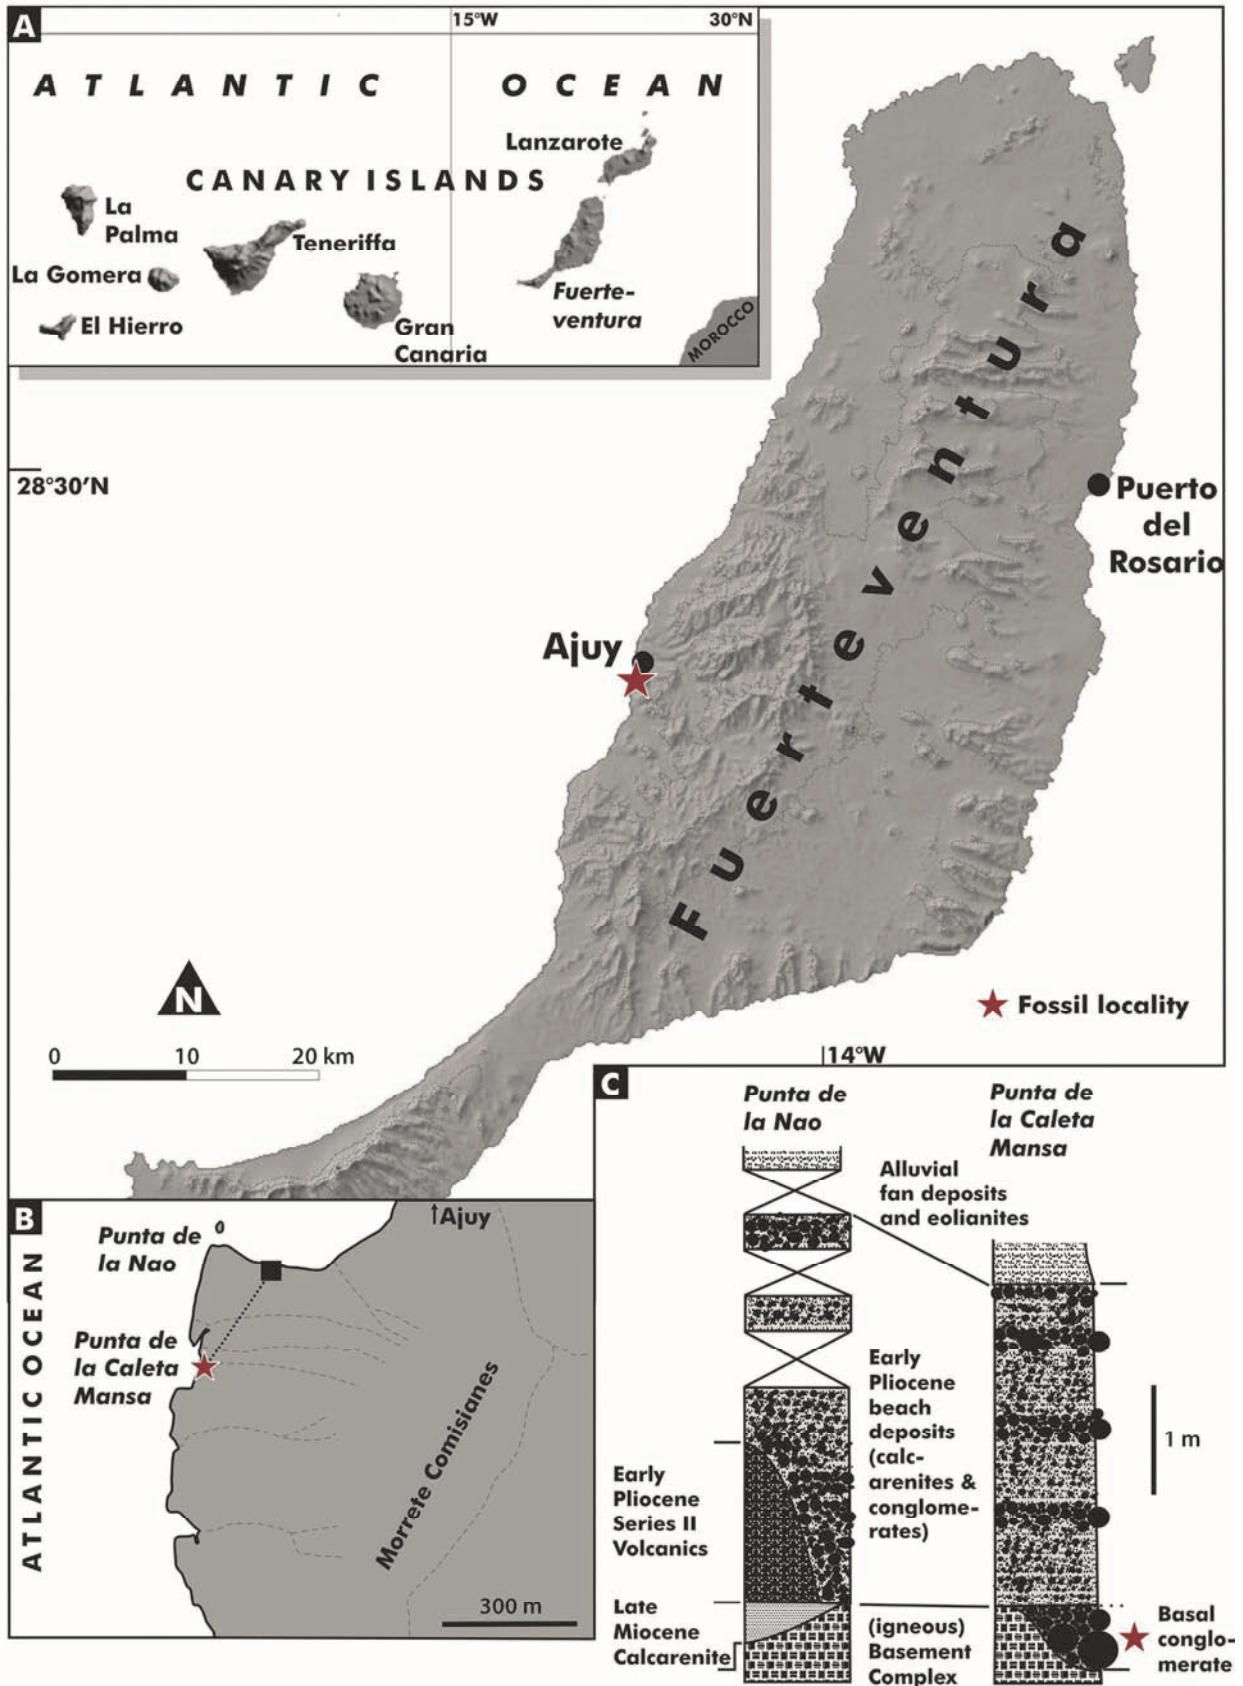 A
15°W
30°N
ATLANTIC OCEAN
Lanzarote
CANARY ISLANDS
La
Palma
Teneriffa
La Gomera
El Hierro
Gran
Canaria
Fuerte-
ventura
MOROCCO
28°30'N
Fuerteventura
Puerto
del
Rosario
Ajuy
N
Fossil locality
0 10 20 km
14°W
B
↑Ajuy
Punta de
la Nao
Punta de
la Caleta
Mansa
ATLANTIC OCEAN
Morrete Comisianes
300 m
C
Punta de
la Nao
Punta de
la Caleta
Mansa
Alluvial
fan deposits
and eolianites
Early
Pliocene
beach
deposits
(calc-
arenites &
conglome-
rates)
1 m
Early
Pliocene
Series II
Volcanics
Late
Miocene
Calcarenite
(igneous)
Basement
Complex
Basal
conglo-
merate